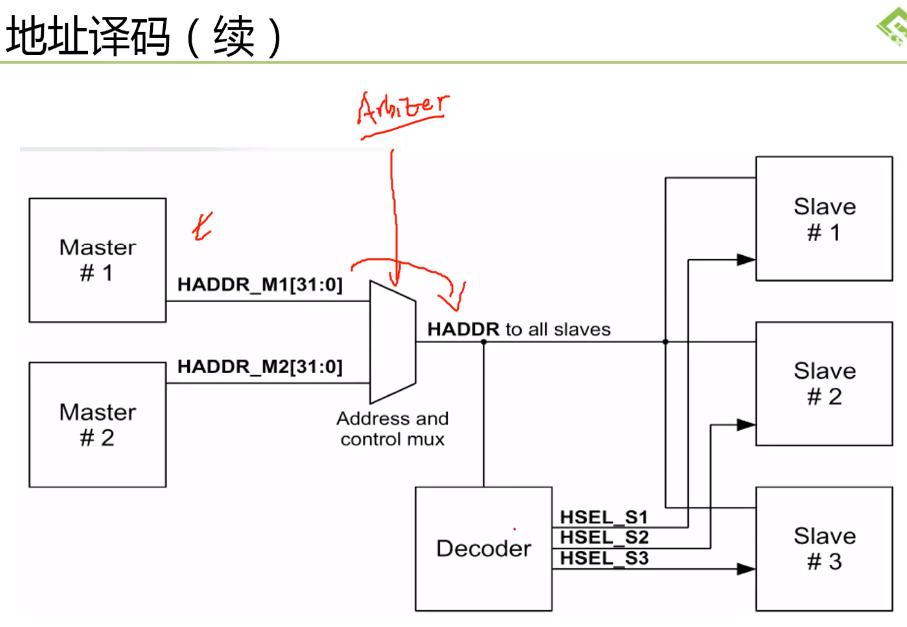 地址译码（续）
Arbiter
Master
# 1
HADDR_M1[31:0]
HADDR_M2[31:0]
Master
# 2
Address and
control mux
HADDR to all slaves
Decoder
HSEL_S1
HSEL_S2
HSEL_S3
Slave
# 1
Slave
# 2
Slave
# 3